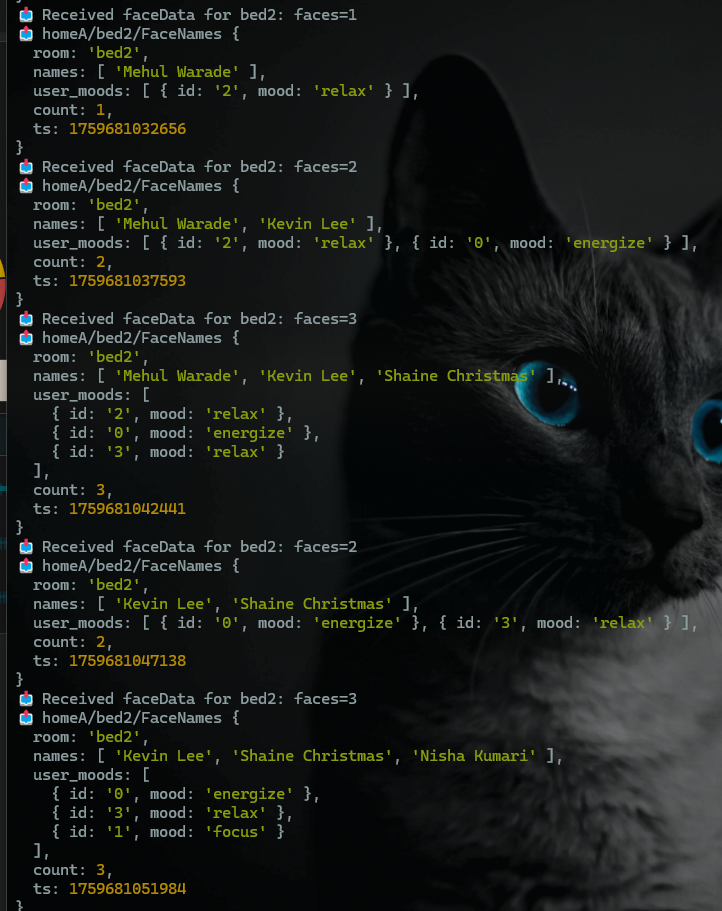 }
📥 Received faceData for bed2: faces=1
📥 homeA/bed2/FaceNames {
  room: 'bed2',
  names: [ 'Mehul Warade' ],
  user_moods: [ { id: '2', mood: 'relax' } ],
  count: 1,
  ts: 1759681032656
}
📥 Received faceData for bed2: faces=2
📥 homeA/bed2/FaceNames {
  room: 'bed2',
  names: [ 'Mehul Warade', 'Kevin Lee' ],
  user_moods: [ { id: '2', mood: 'relax' }, { id: '0', mood: 'energize' } ],
  count: 2,
  ts: 1759681037593
}
📥 Received faceData for bed2: faces=3
📥 homeA/bed2/FaceNames {
  room: 'bed2',
  names: [ 'Mehul Warade', 'Kevin Lee', 'Shaine Christmas' ],
  user_moods: [
    { id: '2', mood: 'relax' },
    { id: '0', mood: 'energize' },
    { id: '3', mood: 'relax' }
  ],
  count: 3,
  ts: 1759681042441
}
📥 Received faceData for bed2: faces=2
📥 homeA/bed2/FaceNames {
  room: 'bed2',
  names: [ 'Kevin Lee', 'Shaine Christmas' ],
  user_moods: [ { id: '0', mood: 'energize' }, { id: '3', mood: 'relax' } ],
  count: 2,
  ts: 1759681047138
}
📥 Received faceData for bed2: faces=3
📥 homeA/bed2/FaceNames {
  room: 'bed2',
  names: [ 'Kevin Lee', 'Shaine Christmas', 'Nisha Kumari' ],
  user_moods: [
    { id: '0', mood: 'energize' },
    { id: '3', mood: 'relax' },
    { id: '1', mood: 'focus' }
  ],
  count: 3,
  ts: 1759681051984
}